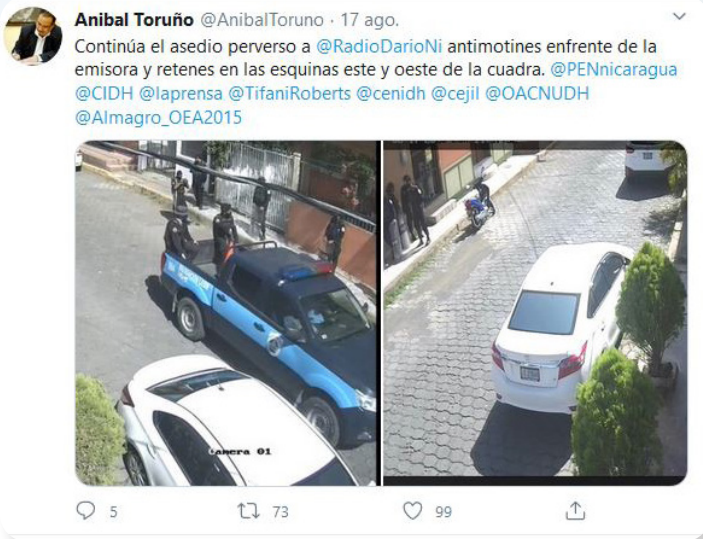 Anibal Toruño @AnibalToruno · 17 ago.
Continúa el asedio perverso a @RadioDarioNi antimotines enfrente de la
emisora y retenes en las esquinas este y oeste de la cuadra. @PENnicaragua
@CIDH @laprensa @TifaniRoberts @cenidh @cejil @OACNUDH
@Almagro_OEA2015
Camera 01
5 73 99